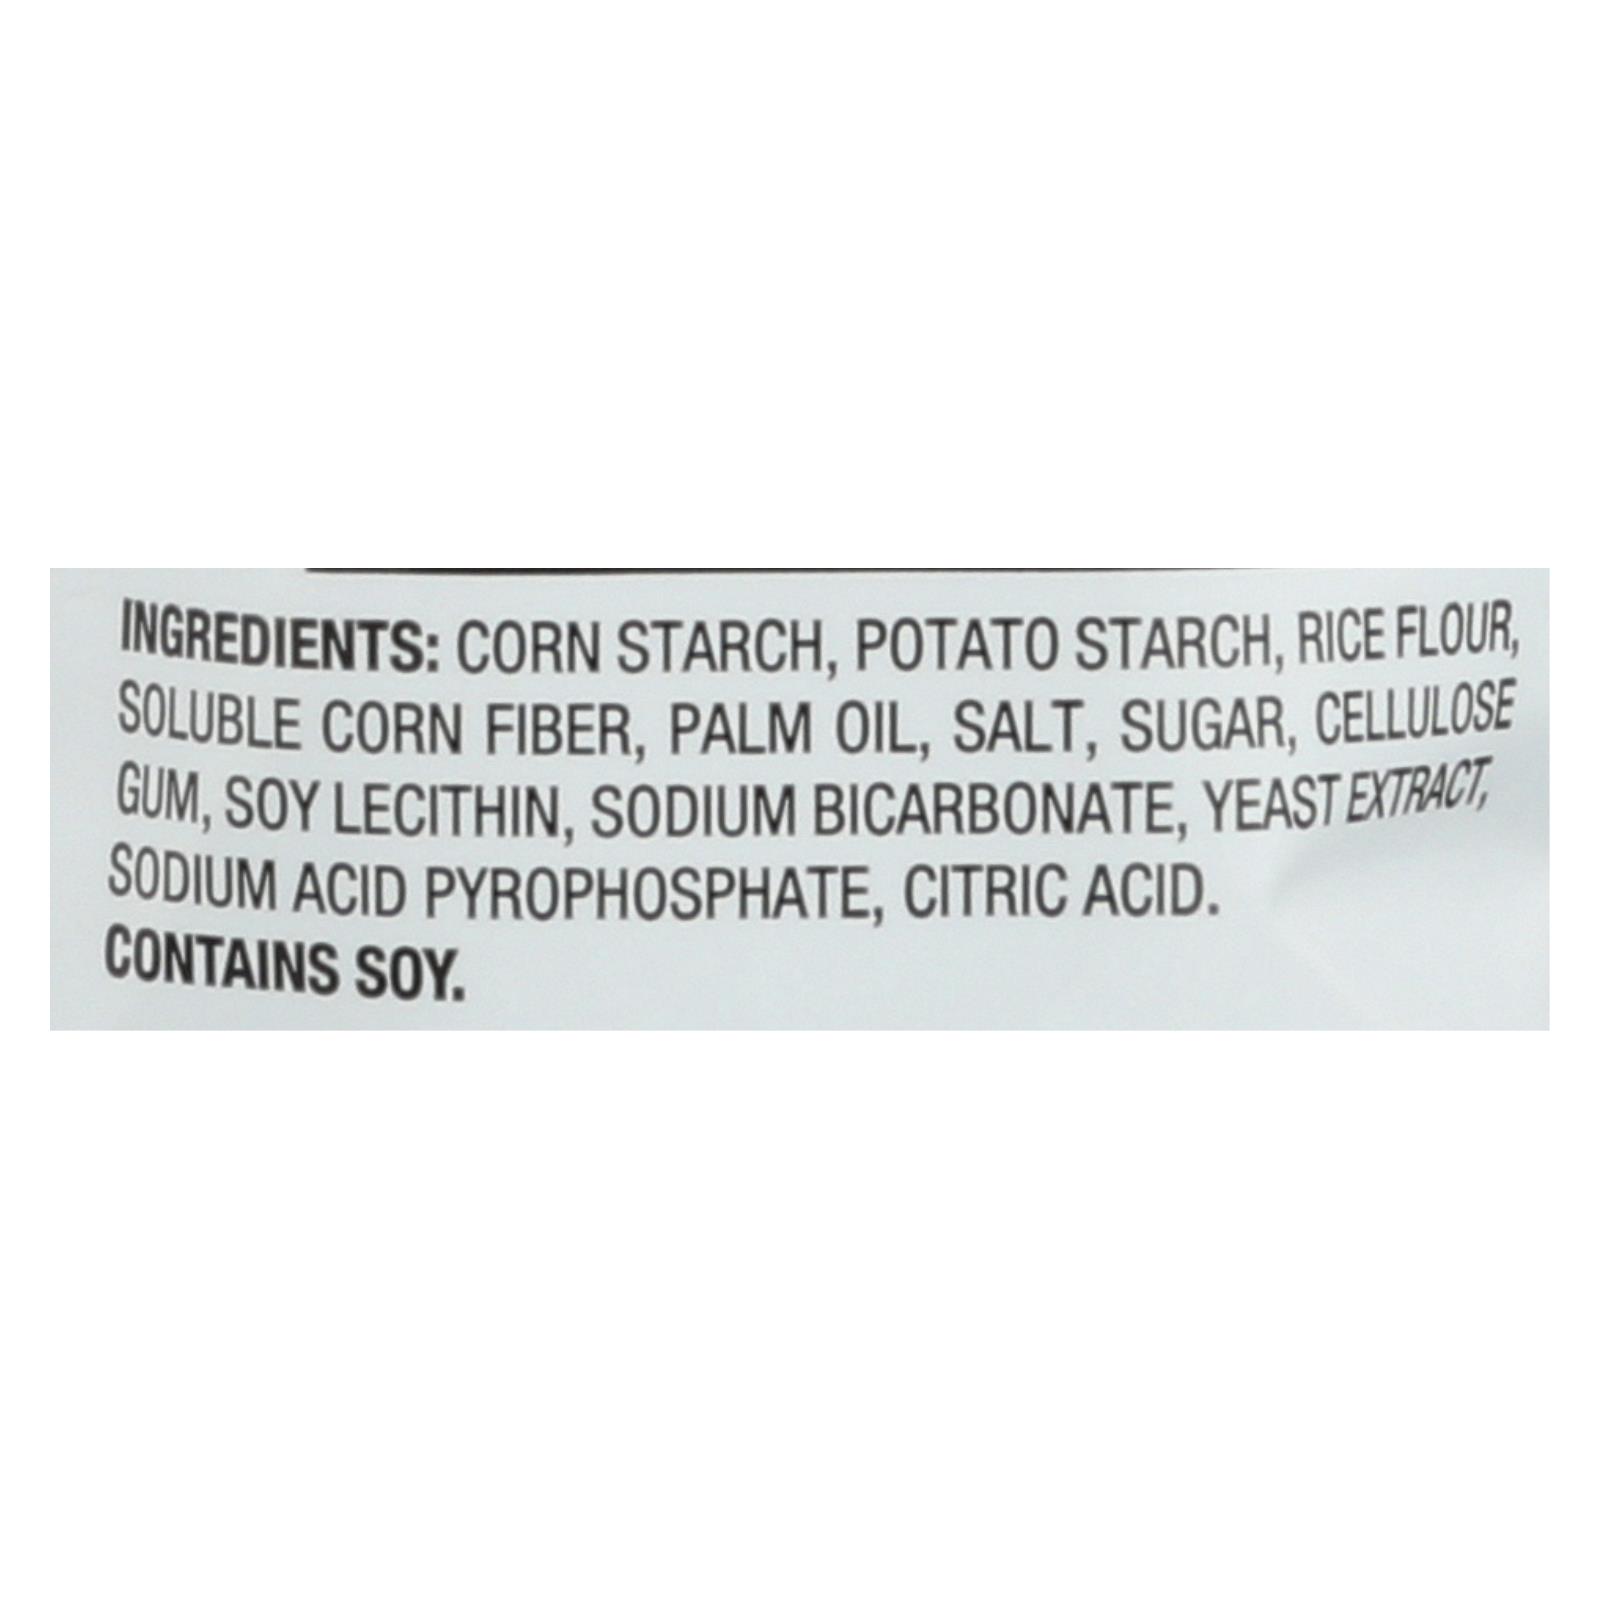 INGREDIENTS: CORN STARCH, POTATO STARCH, RICE FLOUR,
SOLUBLE CORN FIBER, PALM OIL, SALT, SUGAR, CELLULOSE
GUM, SOY LECITHIN, SODIUM BICARBONATE, YEAST EXTRACT,
SODIUM ACID PYROPHOSPHATE, CITRIC ACID.
CONTAINS SOY.